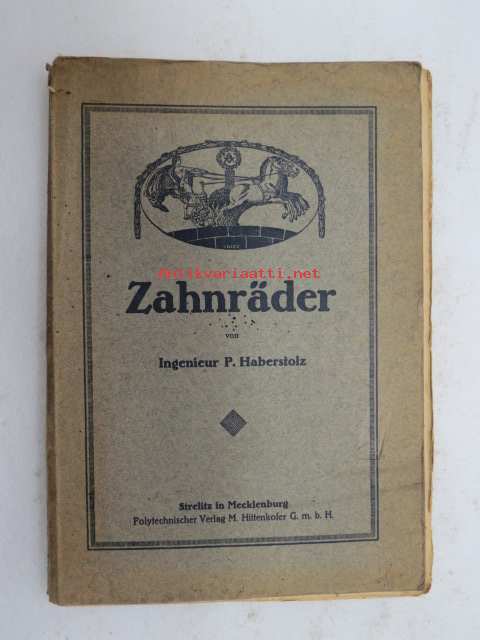 Antikvariaatti.net
Zahnräder
von
Ingenieur P. Haberstolz
Strelitz in Mecklenburg
Polytechnischer Verlag M. Hittenkofer G. m. b. H.